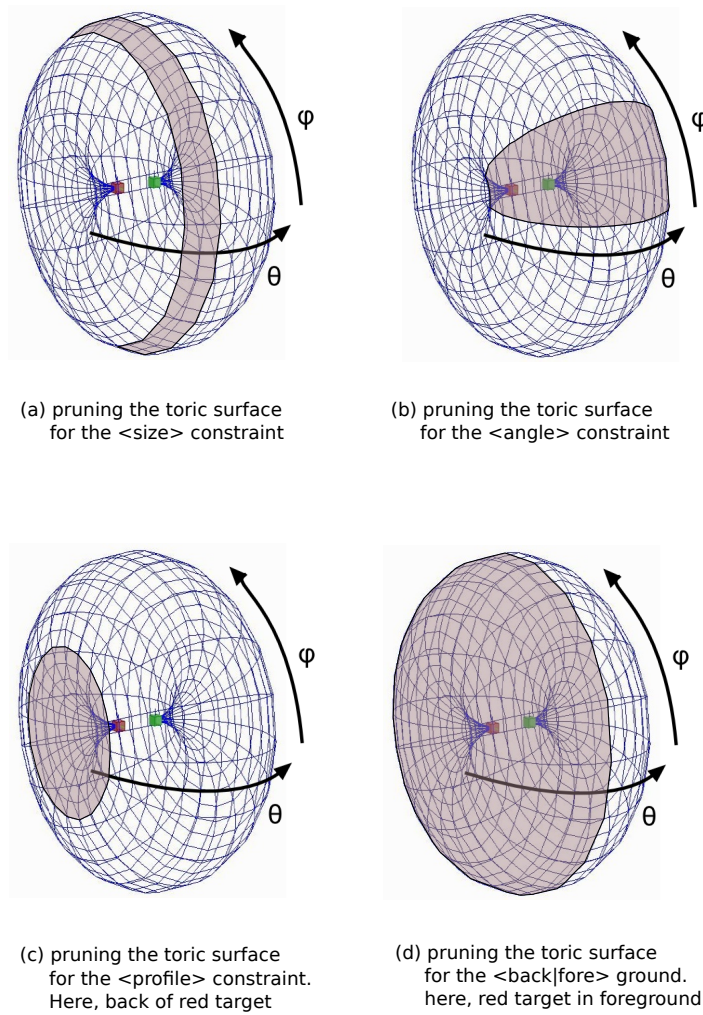 φ
θ
φ
θ
(a) pruning the toric surface
for the <size> constraint
(b) pruning the toric surface
for the <angle> constraint
φ
θ
φ
θ
(c) pruning the toric surface
for the <profile> constraint.
Here, back of red target
(d) pruning the toric surface
for the <back|fore> ground.
here, red target in foreground